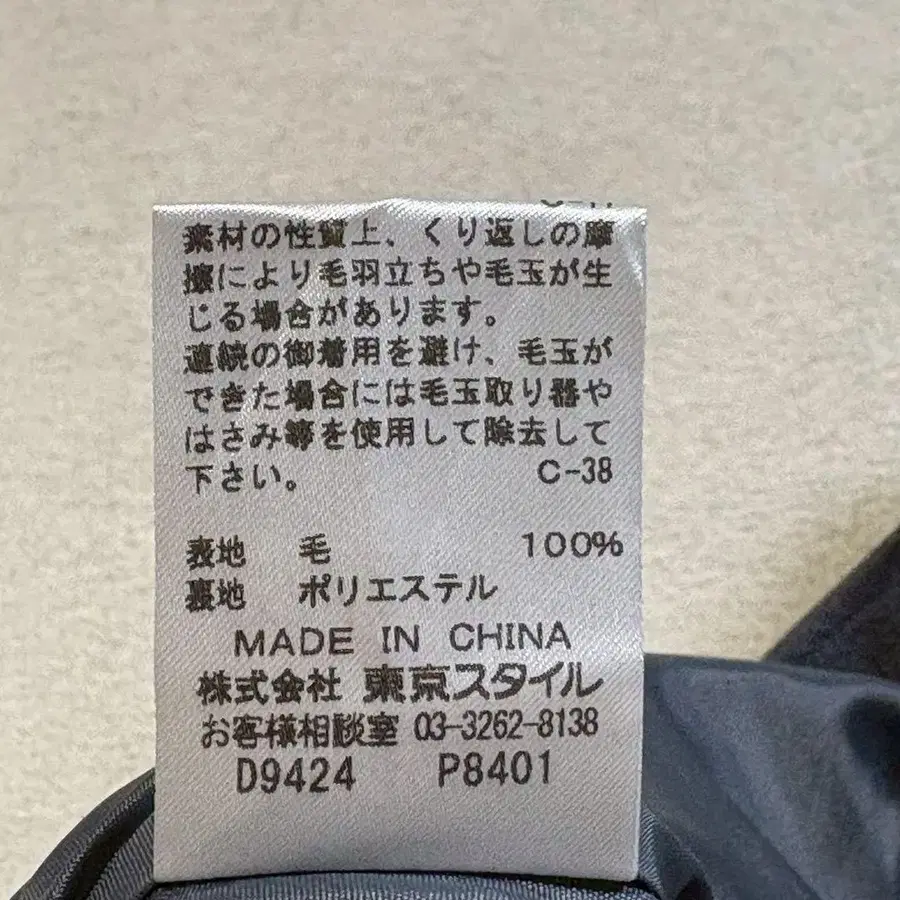 素材の性質上、くり返しの摩
擦により毛羽立ちや毛玉が生
じる場合があります。
連続の御着用を避け、毛玉が
できた場合には毛玉取り器や
はさみ等を使用して除去して
下さい。 C-38
表地 毛 100%
裏地 ポリエステル
MADE IN CHINA
株式会社 東京スタイル
お客様相談室 03-3262-8138
D9424 P8401